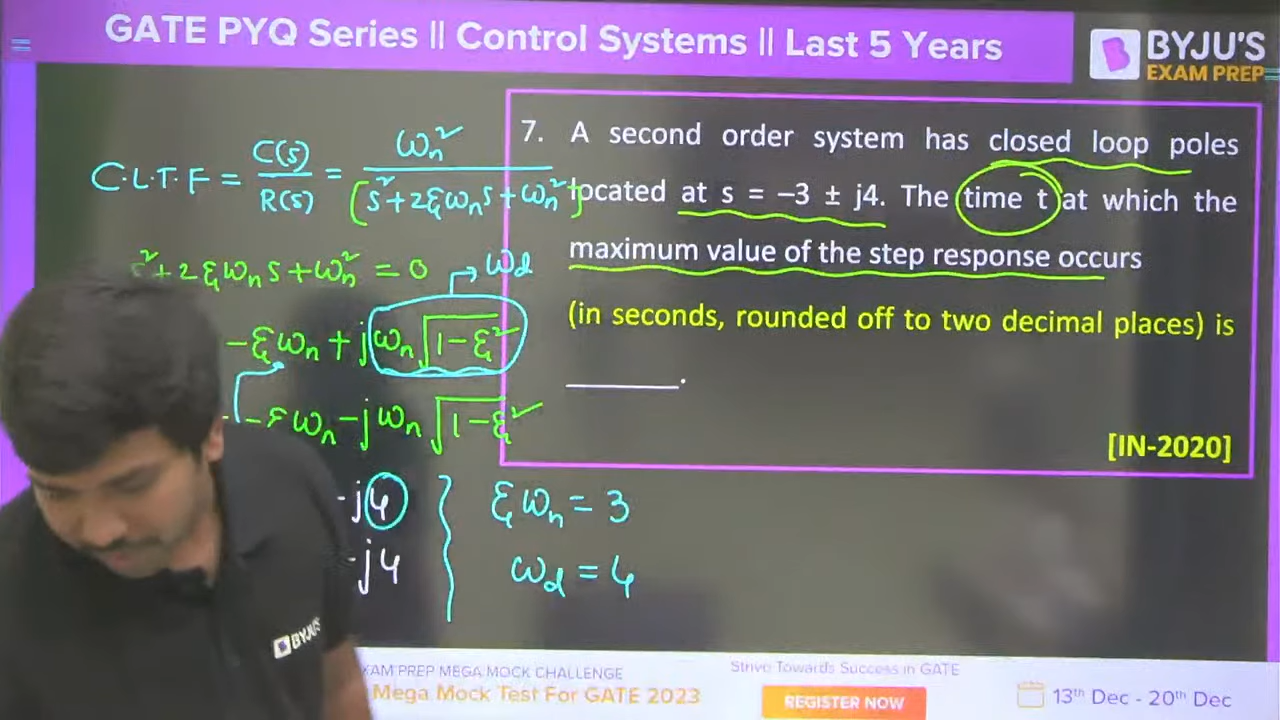 GATE PYQ Series || Control Systems || Last 5 Years
BYJU'S
EXAM PREP
7. A second order system has closed loop poles
located at s = −3 ± j4. The time t at which the
maximum value of the step response occurs
(in seconds, rounded off to two decimal places) is
________.
[IN-2020]
C.L.T.F = C(s)/R(s) = ωn²/[s²+2ξωns+ωn²]
s²+2ξωns+ωn² = 0
→ ωd
-ξωn + jωn√1-ξ²
-ξωn - jωn√1-ξ²
j4
-j4
ξωn = 3
ωd = 4
BYJU'S
EXAM PREP MEGA MOCK CHALLENGE
Mega Mock Test For GATE 2023
Strive Towards Success in GATE
REGISTER NOW
13th Dec - 20th Dec